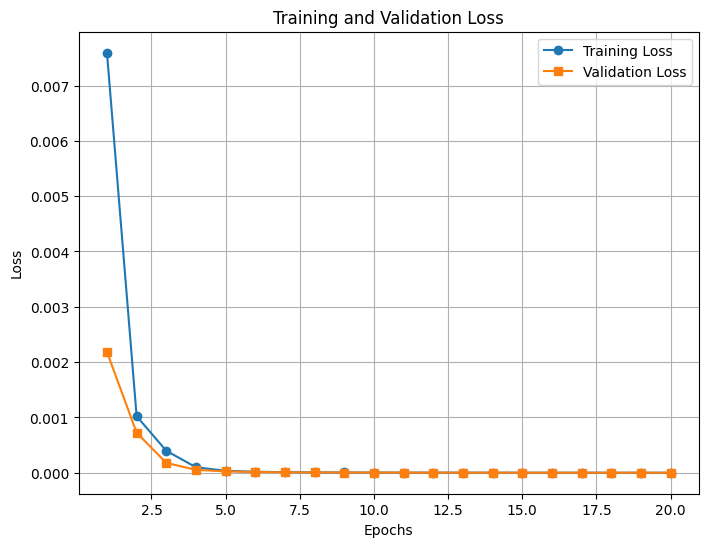 Training and Validation Loss
Training Loss
Validation Loss
0.007
0.006
0.005
0.004
0.003
0.002
0.001
0.000
Loss
2.5 5.0 7.5 10.0 12.5 15.0 17.5 20.0
Epochs